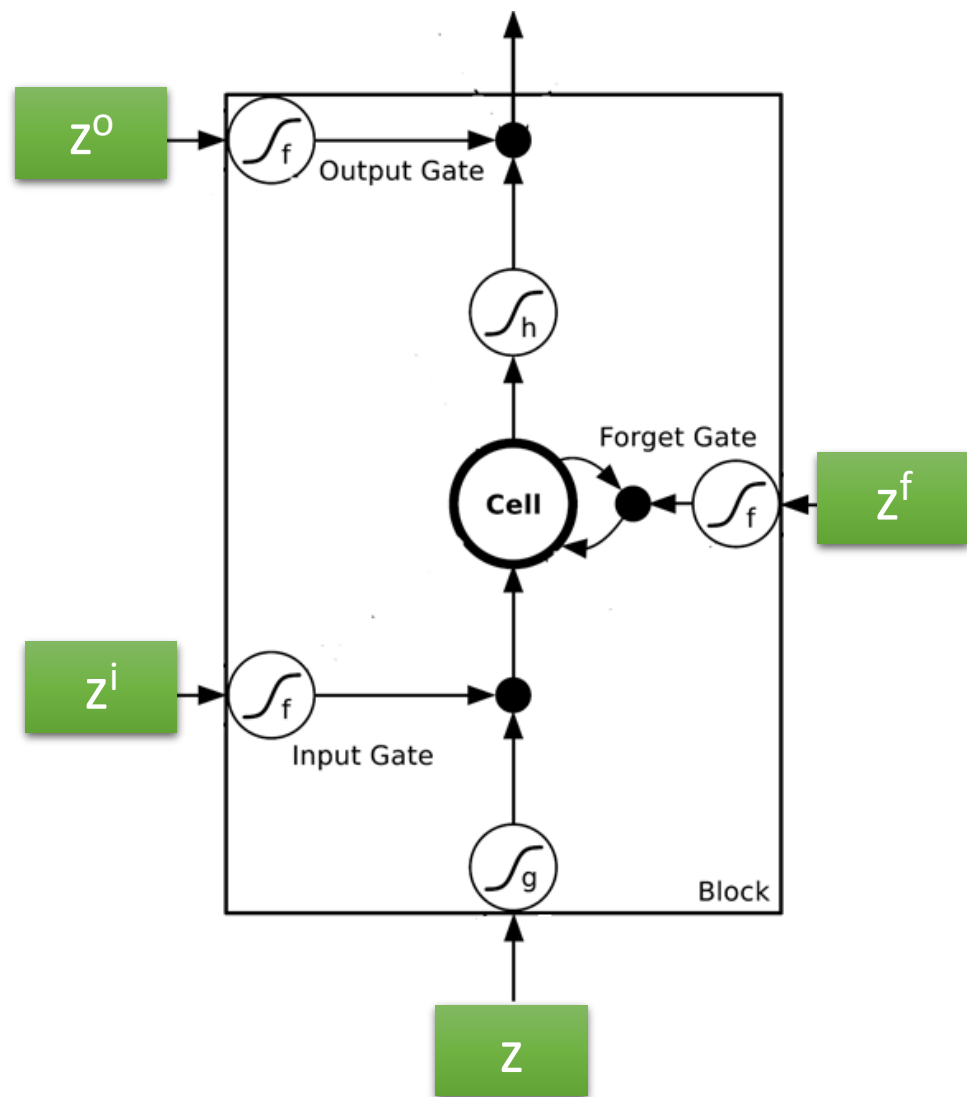 zᵒ
f
Output Gate
h
Forget Gate
Cell
f
zᶠ
zⁱ
f
Input Gate
g
Block
z